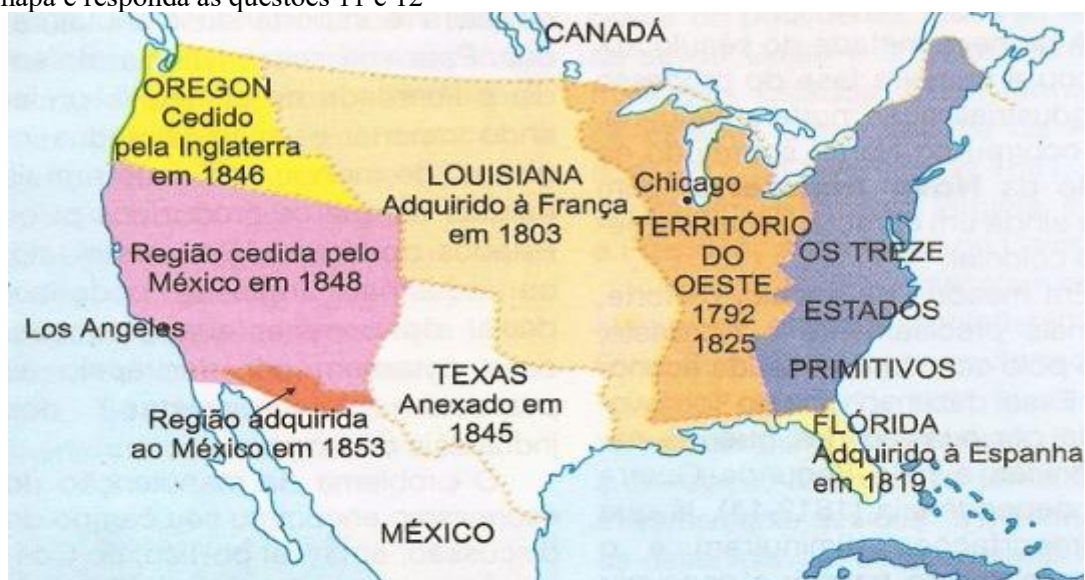 mapa e responda as questões 11 e 12
CANADÁ
OREGON
Cedido
pela Inglaterra
em 1846
LOUISIANA
Adquirido à França
em 1803
Chicago
TERRITÓRIO
DO
OESTE
1792
1825
OS TREZE
ESTADOS
PRIMITIVOS
Região cedida pelo
México em 1848
Los Angeles
TEXAS
Anexado em
1845
Região adquirida
ao México em 1853
FLÓRIDA
Adquirido à Espanha
em 1819
MÉXICO